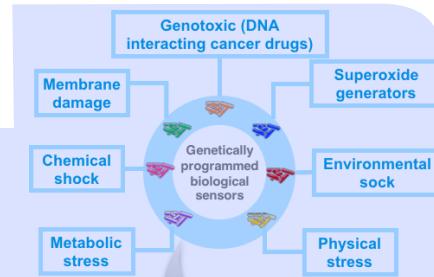 Genotoxic (DNA
interacting cancer drugs)
Membrane
damage
Superoxide
generators
Chemical
shock
Genetically
programmed
biological
sensors
Environmental
sock
Metabolic
stress
Physical
stress